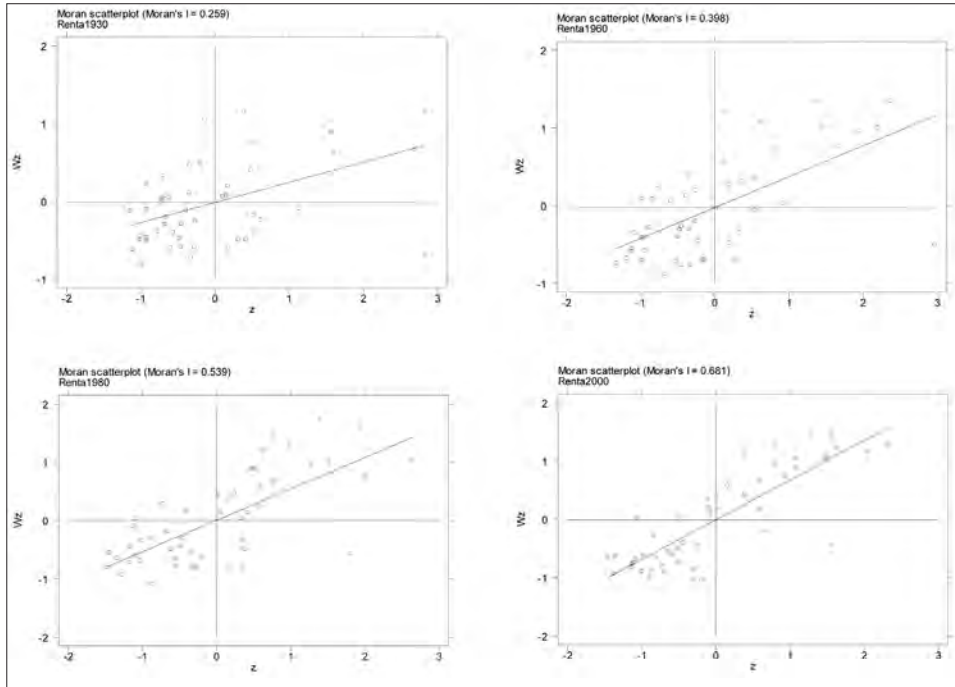 Moran scatterplot (Moran's I = 0.259)
Renta1930
2
1
0
-1
Wz
-2
-1
0
1
2
3
z
Moran scatterplot (Moran's I = 0.398)
Renta1960
2
1
0
-1
Wz
-2
-1
0
1
2
3
z
Moran scatterplot (Moran's I = 0.539)
Renta1980
2
1
0
-1
-2
Wz
-2
-1
0
1
2
3
z
Moran scatterplot (Moran's I = 0.681)
Renta2000
2
1
0
-1
-2
Wz
-2
-1
0
1
2
3
z